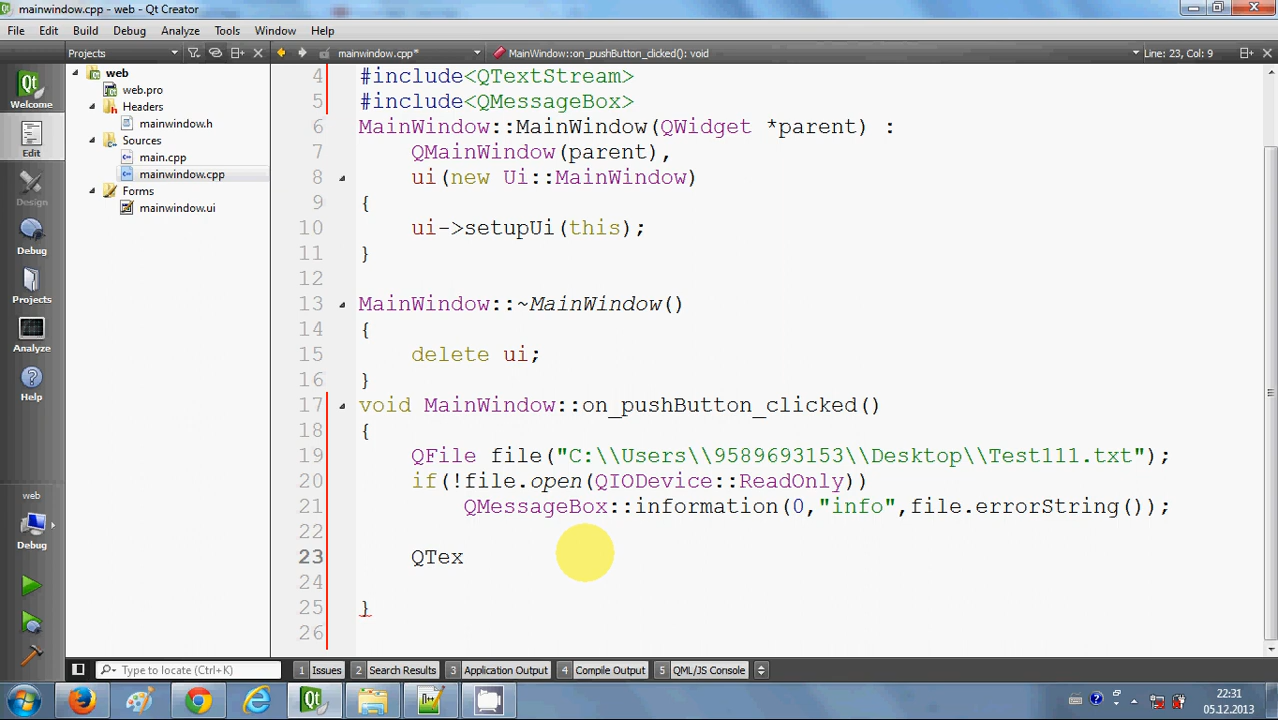 mainwindow.cpp - web - Qt Creator
File Edit Build Debug Analyze Tools Window Help
Projects mainwindow.cpp* MainWindow::on_pushButton_clicked(): void Line: 23, Col: 9
Welcome
Edit
Design
Debug
Projects
Analyze
Help
web
Debug
web
web.pro
Headers
mainwindow.h
Sources
main.cpp
mainwindow.cpp
Forms
mainwindow.ui
4 #include<QTextStream>
5 #include<QMessageBox>
6 MainWindow::MainWindow(QWidget *parent) :
7 QMainWindow(parent),
8 ui(new Ui::MainWindow)
9 {
10 ui->setupUi(this);
11 }
12
13 MainWindow::~MainWindow()
14 {
15 delete ui;
16 }
17 void MainWindow::on_pushButton_clicked()
18 {
19 QFile file("C:\\Users\\9589693153\\Desktop\\Test111.txt");
20 if(!file.open(QIODevice::ReadOnly))
21 QMessageBox::information(0,"info",file.errorString());
22
23 QTex
24
25 }
26
Type to locate (Ctrl+K) 1 Issues 2 Search Results 3 Application Output 4 Compile Output 5 QML/JS Console
22:31
05.12.2013